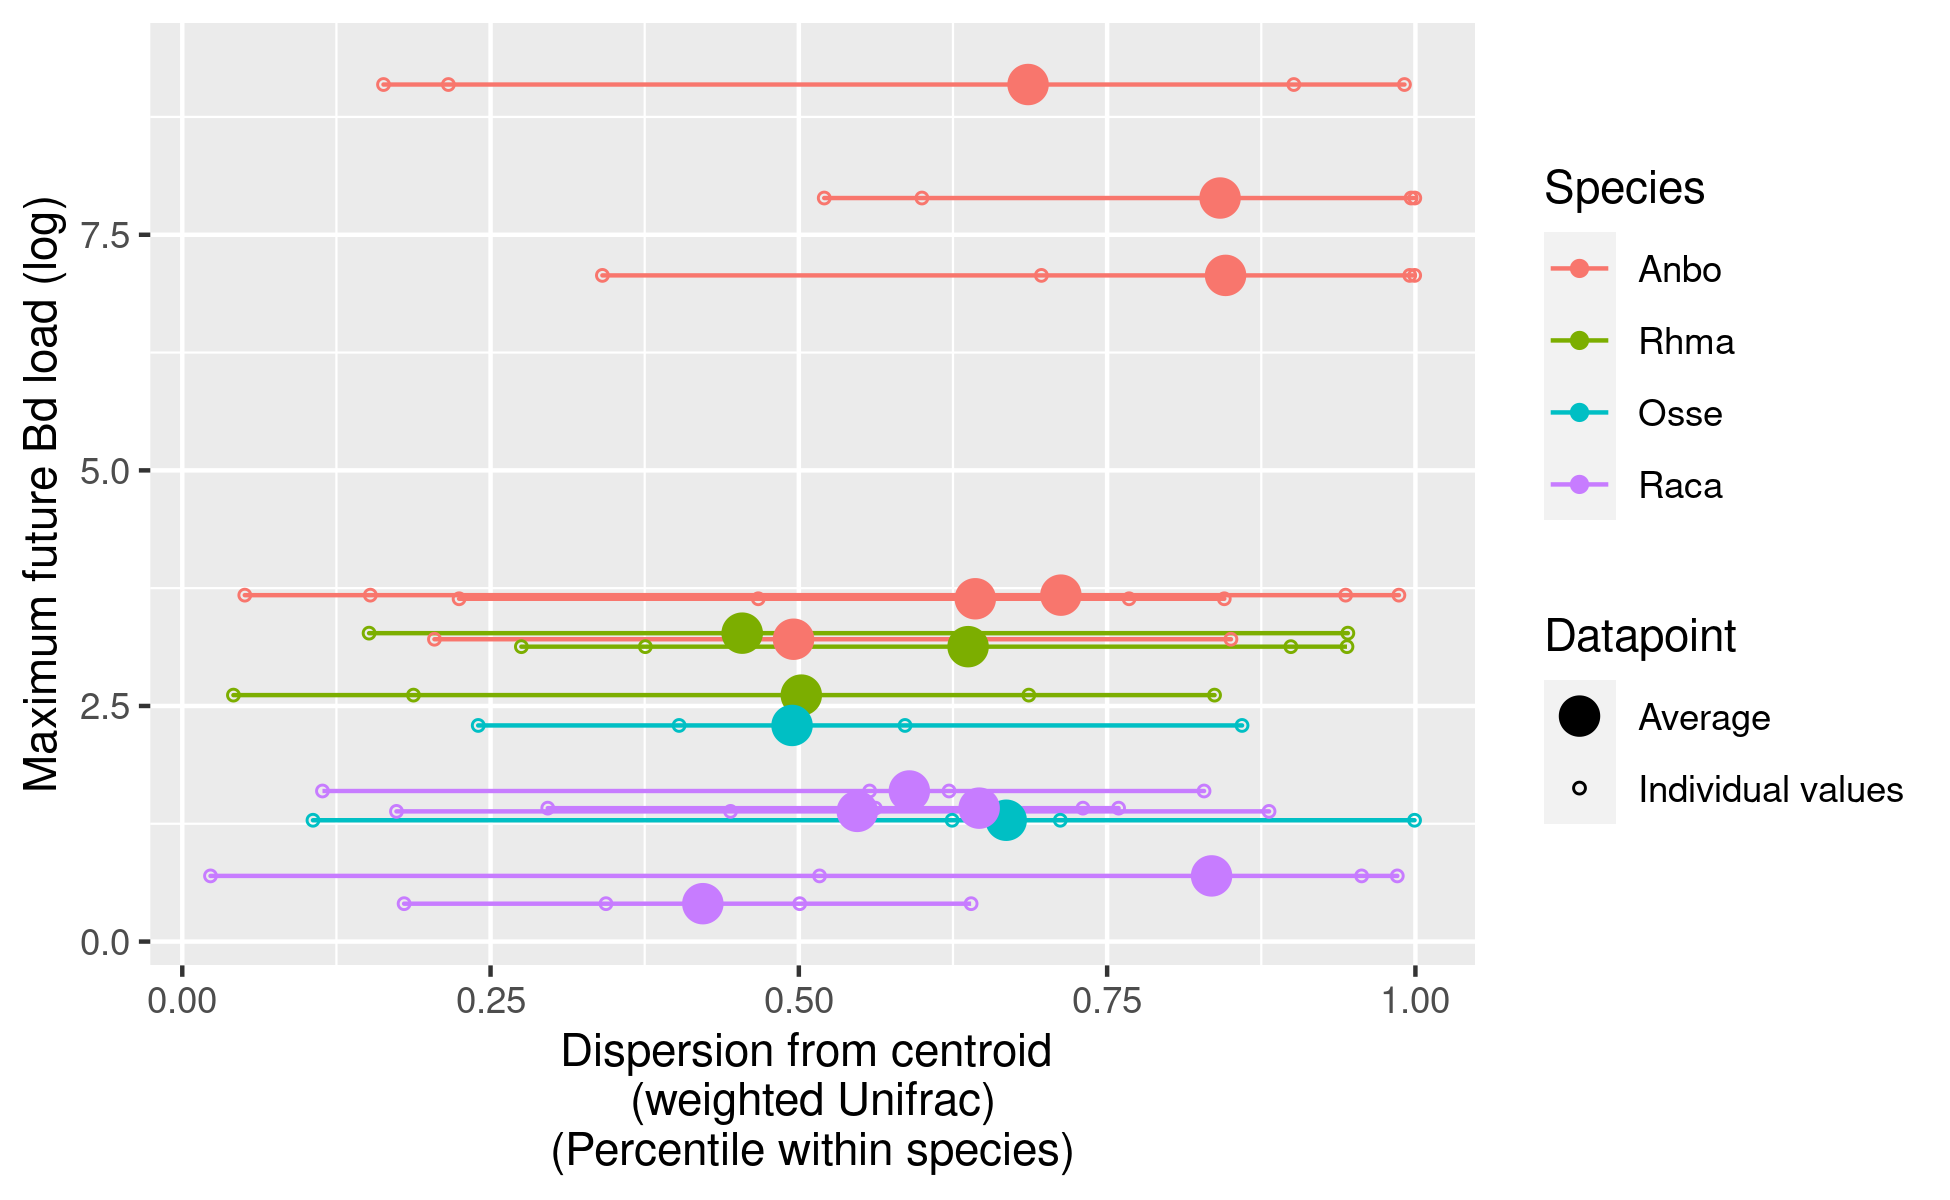 Maximum future Bd load (log)
7.5
5.0
2.5
0.0
0.00
0.25
0.50
0.75
1.00
Dispersion from centroid
(weighted Unifrac)
(Percentile within species)
Species
Anbo
Rhma
Osse
Raca
Datapoint
Average
Individual values